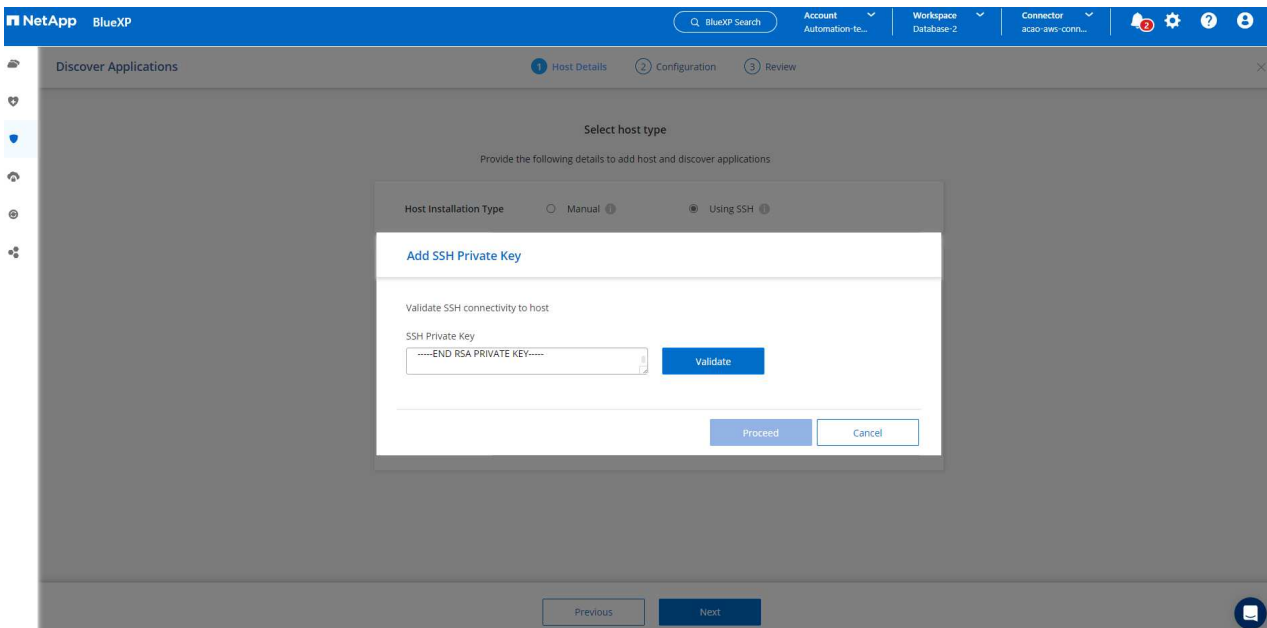 NetApp BlueXP
BlueXP Search
Account
Automation-te...
Workspace
Database-2
Connector
acao-aws-conn...
2
Discover Applications
1 Host Details
2 Configuration
3 Review
Select host type
Provide the following details to add host and discover applications
Host Installation Type
Manual
Using SSH
Add SSH Private Key
Validate SSH connectivity to host
SSH Private Key
-----END RSA PRIVATE KEY-----
Validate
Proceed
Cancel
Previous
Next